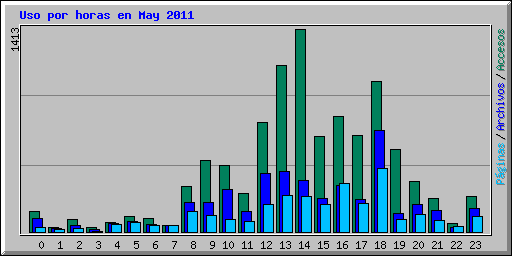 Uso por horas en May 2011
1413
Páginas / Archivos / Accesos
0 1 2 3 4 5 6 7 8 9 10 11 12 13 14 15 16 17 18 19 20 21 22 23